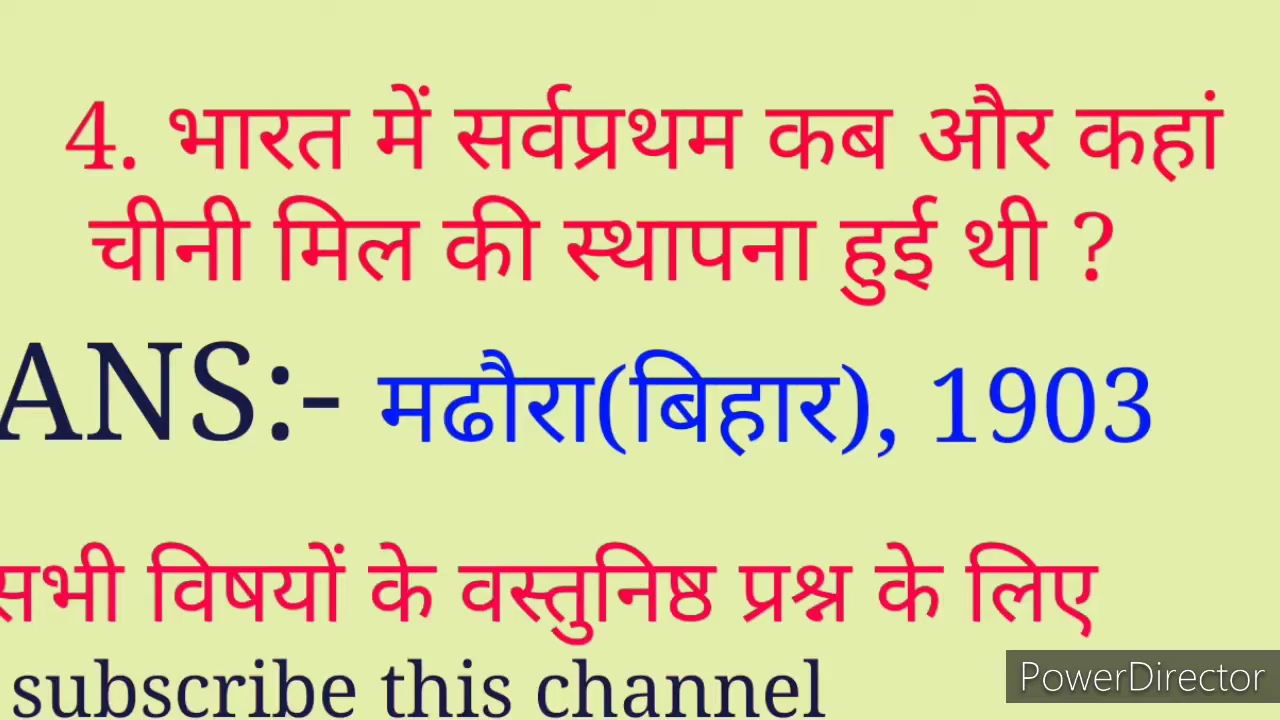 4. भारत में सर्वप्रथम कब और कहां
चीनी मिल की स्थापना हुई थी ?
ANS:- मढौरा(बिहार), 1903
सभी विषयों के वस्तुनिष्ठ प्रश्न के लिए
subscribe this channel
PowerDirector